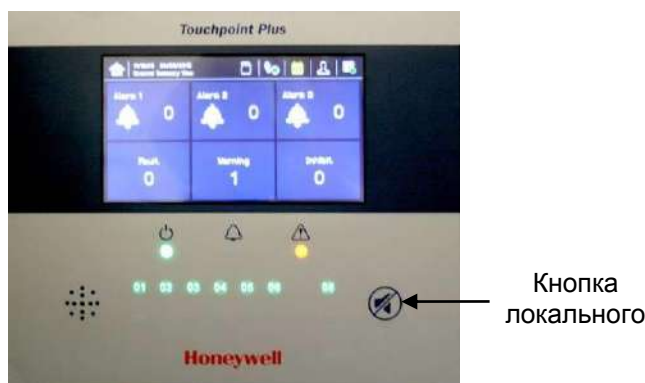 Touchpoint Plus
Alarm 1
0
Alarm 2
0
Alarm 3
0
Fault
0
Warning
1
Inhibit
0
01 02 03 04 05 06 08
Кнопка
локального
Honeywell